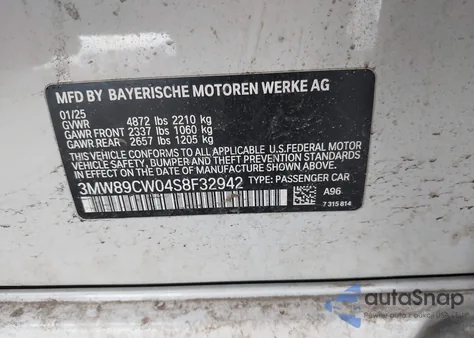 MFD BY BAYERISCHE MOTOREN WERKE AG
01/25
GVWR 4872 lbs 2210 kg
GAWR FRONT 2337 lbs 1060 kg
GAWR REAR 2657 lbs 1205 kg
THIS VEHICLE CONFORMS TO ALL APPLICABLE U.S.FEDERAL MOTOR
VEHICLE SAFETY, BUMPER, AND THEFT PREVENTION STANDARDS
IN EFFECT ON THE DATE OF MANUFACTURE SHOWN ABOVE.
3MW89CW04S8F32942 TYPE: PASSENGER CAR
A96
7 315 814
autoSnap